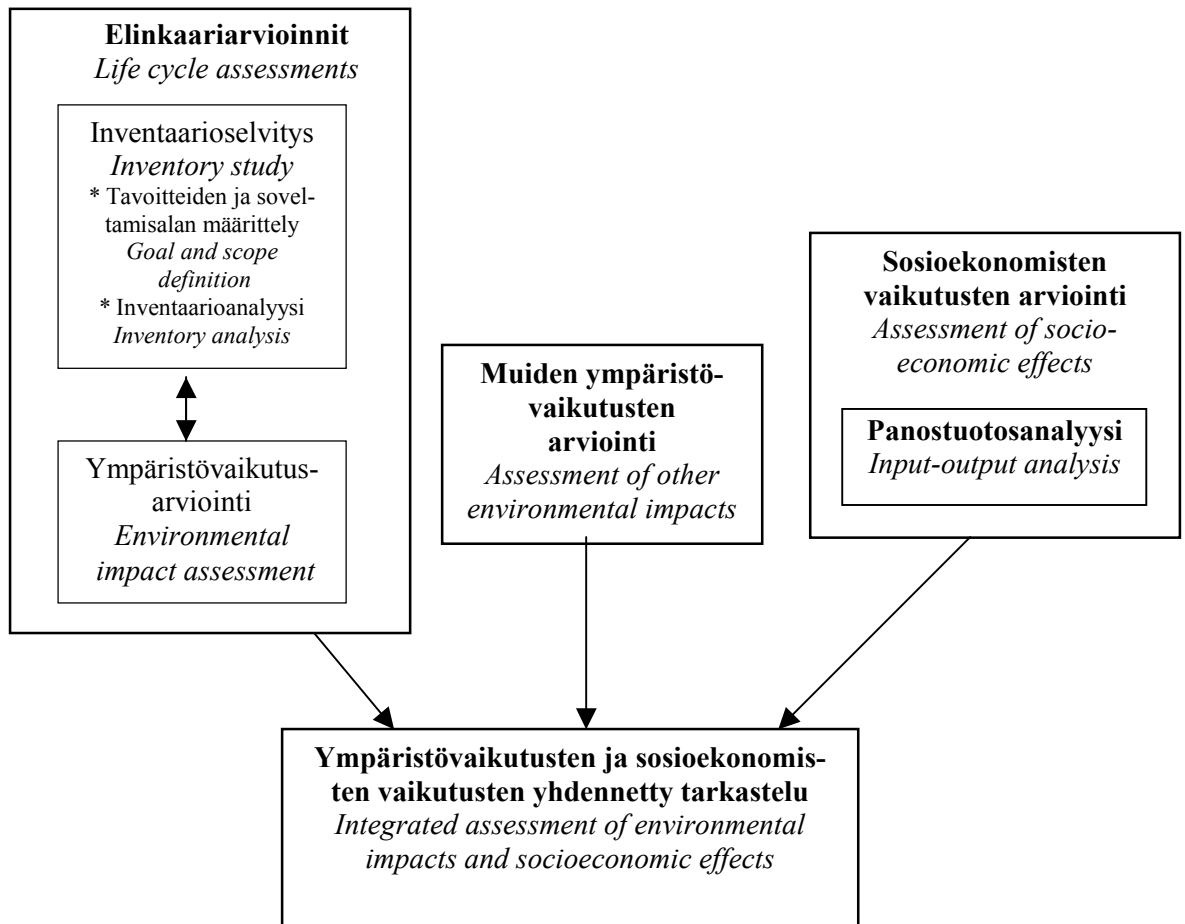 Elinkaariarvioinnit
Life cycle assessments
Inventaarioselvitys
Inventory study
* Tavoitteiden ja sovel-
tamisalan määrittely
Goal and scope
definition
* Inventaarioanalyysi
Inventory analysis
Ympäristövaikutus-
arviointi
Environmental
impact assessment
Muiden ympäristö-
vaikutusten
arviointi
Assessment of other
environmental impacts
Sosioekonomisten
vaikutusten arviointi
Assessment of socio-
economic effects
Panostuotosanalyysi
Input-output analysis
Ympäristövaikutusten ja sosioekonomis-
ten vaikutusten yhdennetty tarkastelu
Integrated assessment of environmental
impacts and socioeconomic effects